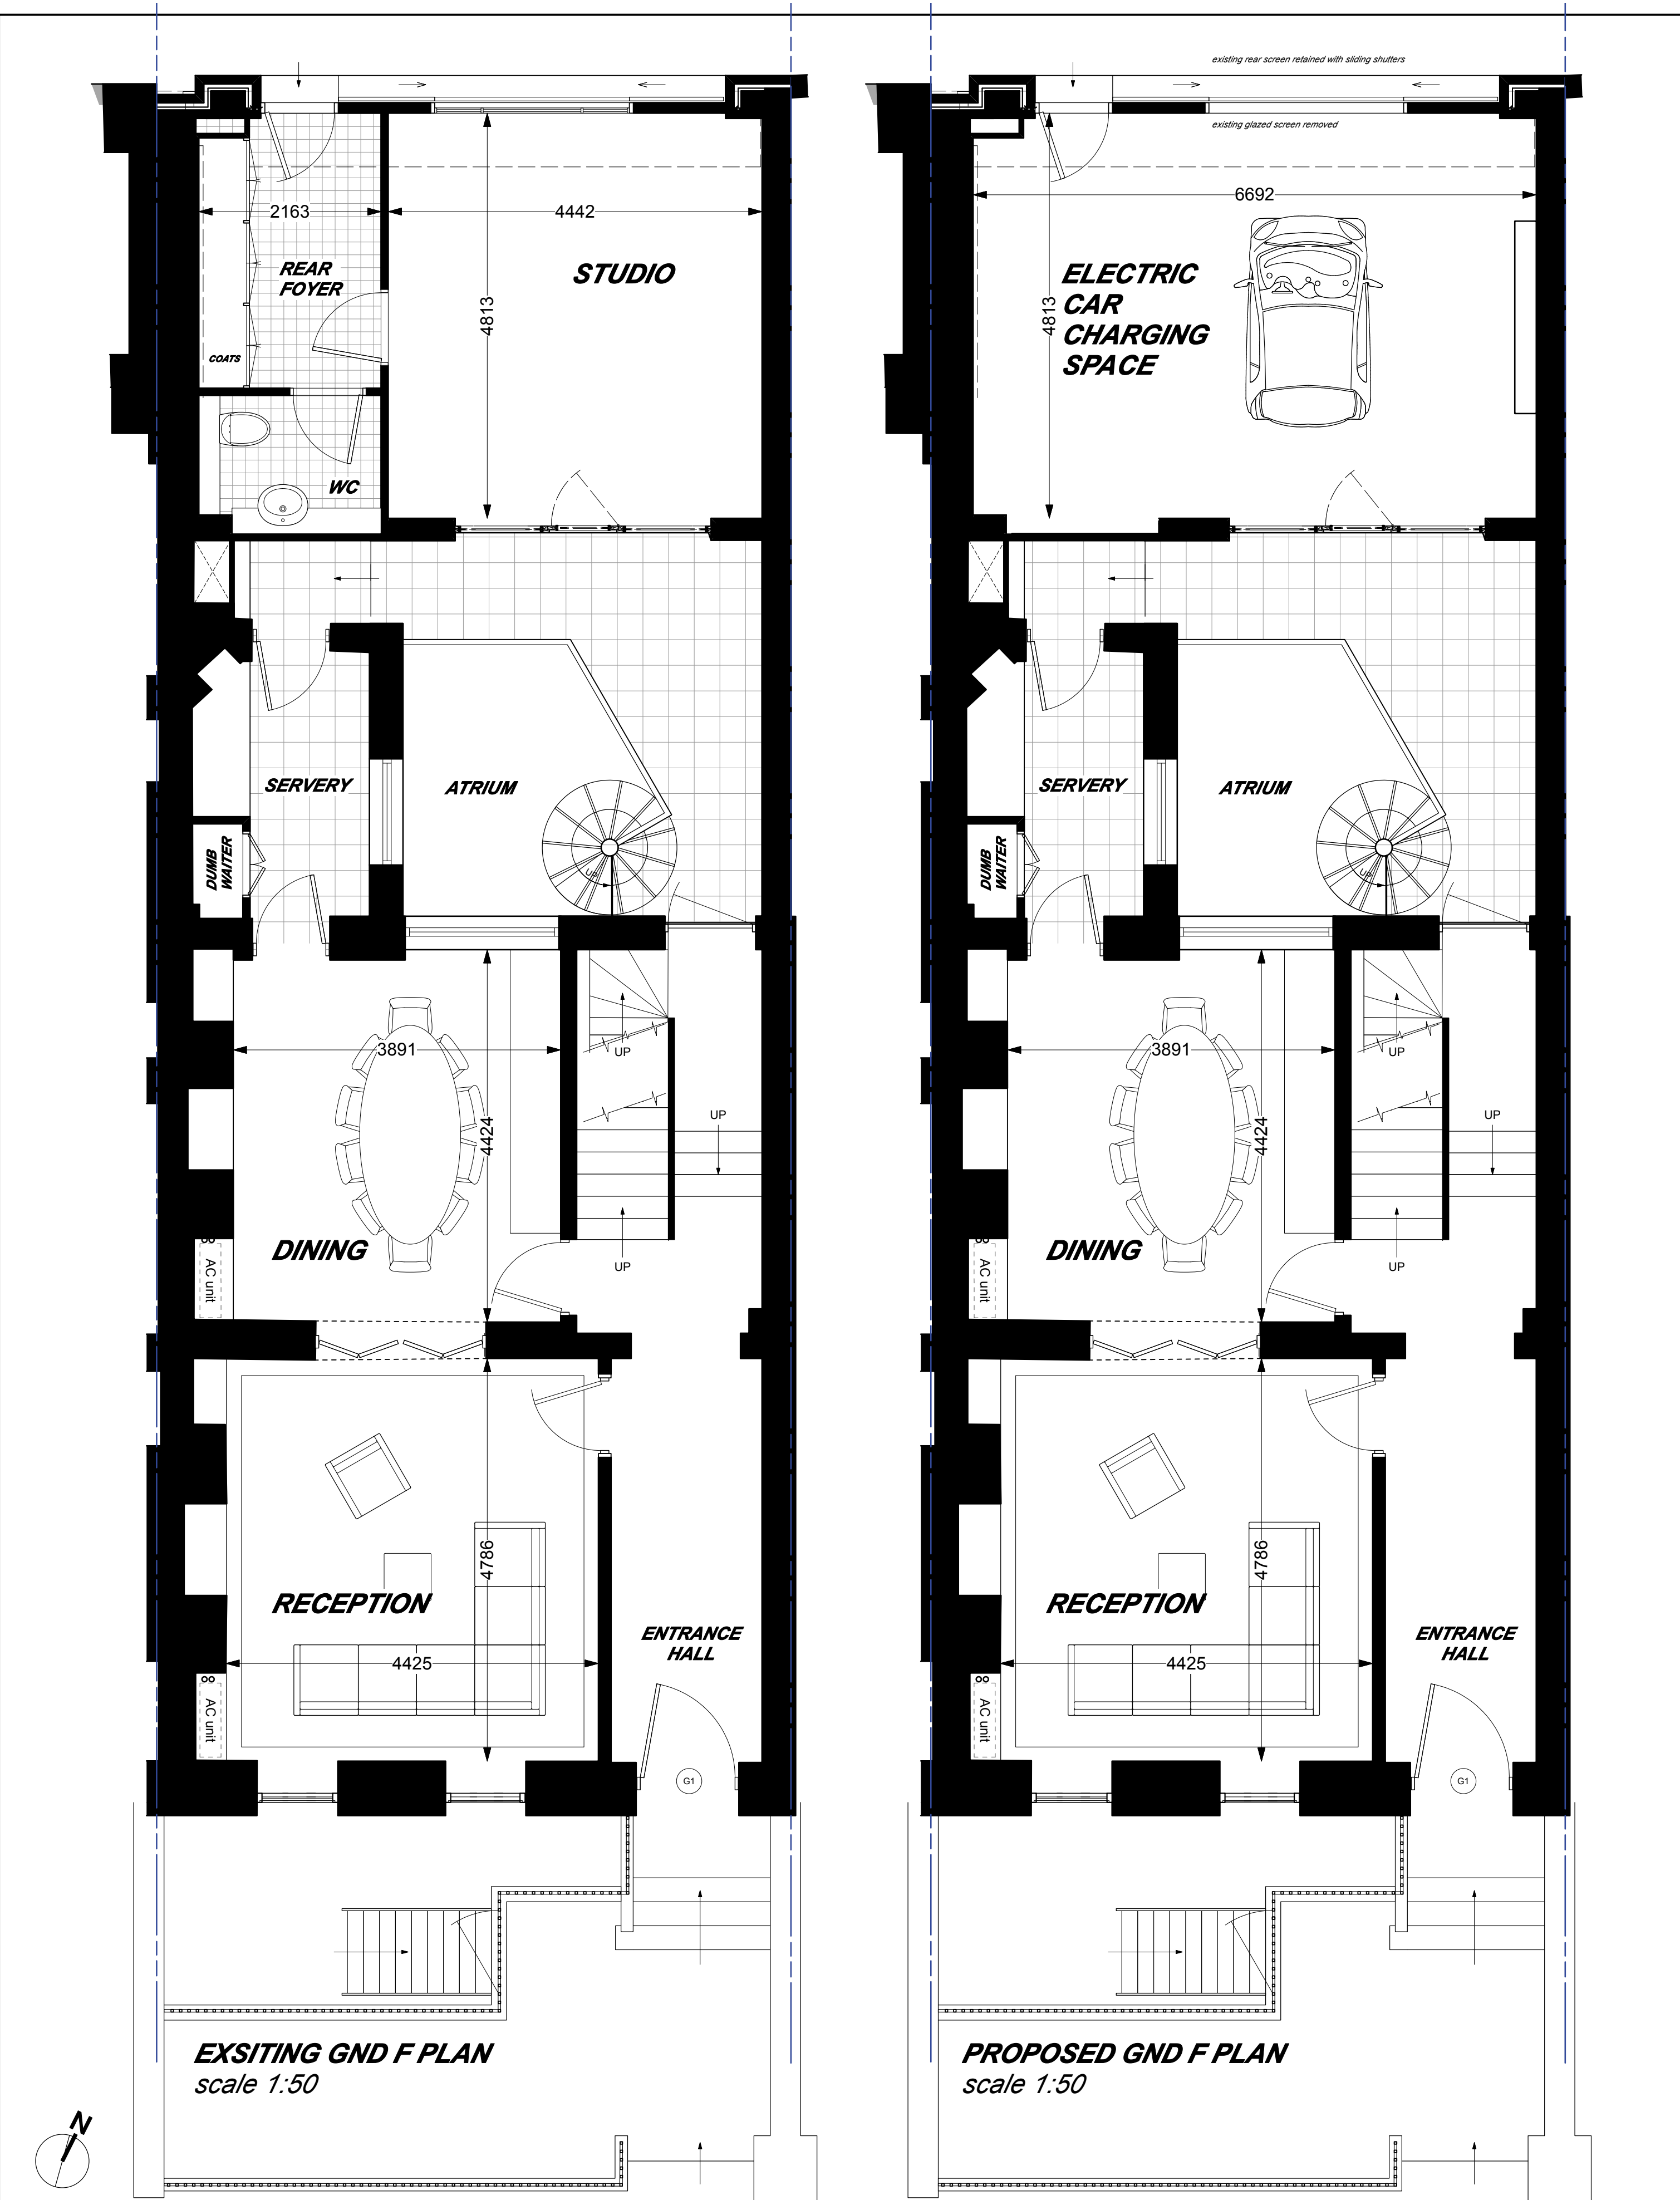 existing rear screen retained with sliding shutters
existing glazed screen removed
2163
4442
4813
REAR
FOYER
STUDIO
COATS
WC
SERVERY
ATRIUM
DUMB
WAITER
UP
3891
4424
UP
UP
UP
DINING
AC unit
4786
RECEPTION
4425
ENTRANCE
HALL
AC unit
G1
EXSITING GND F PLAN
scale 1:50
N
6692
4813
ELECTRIC
CAR
CHARGING
SPACE
SERVERY
ATRIUM
DUMB
WAITER
UP
3891
4424
UP
UP
UP
DINING
AC unit
4786
RECEPTION
4425
ENTRANCE
HALL
AC unit
G1
PROPOSED GND F PLAN
scale 1:50